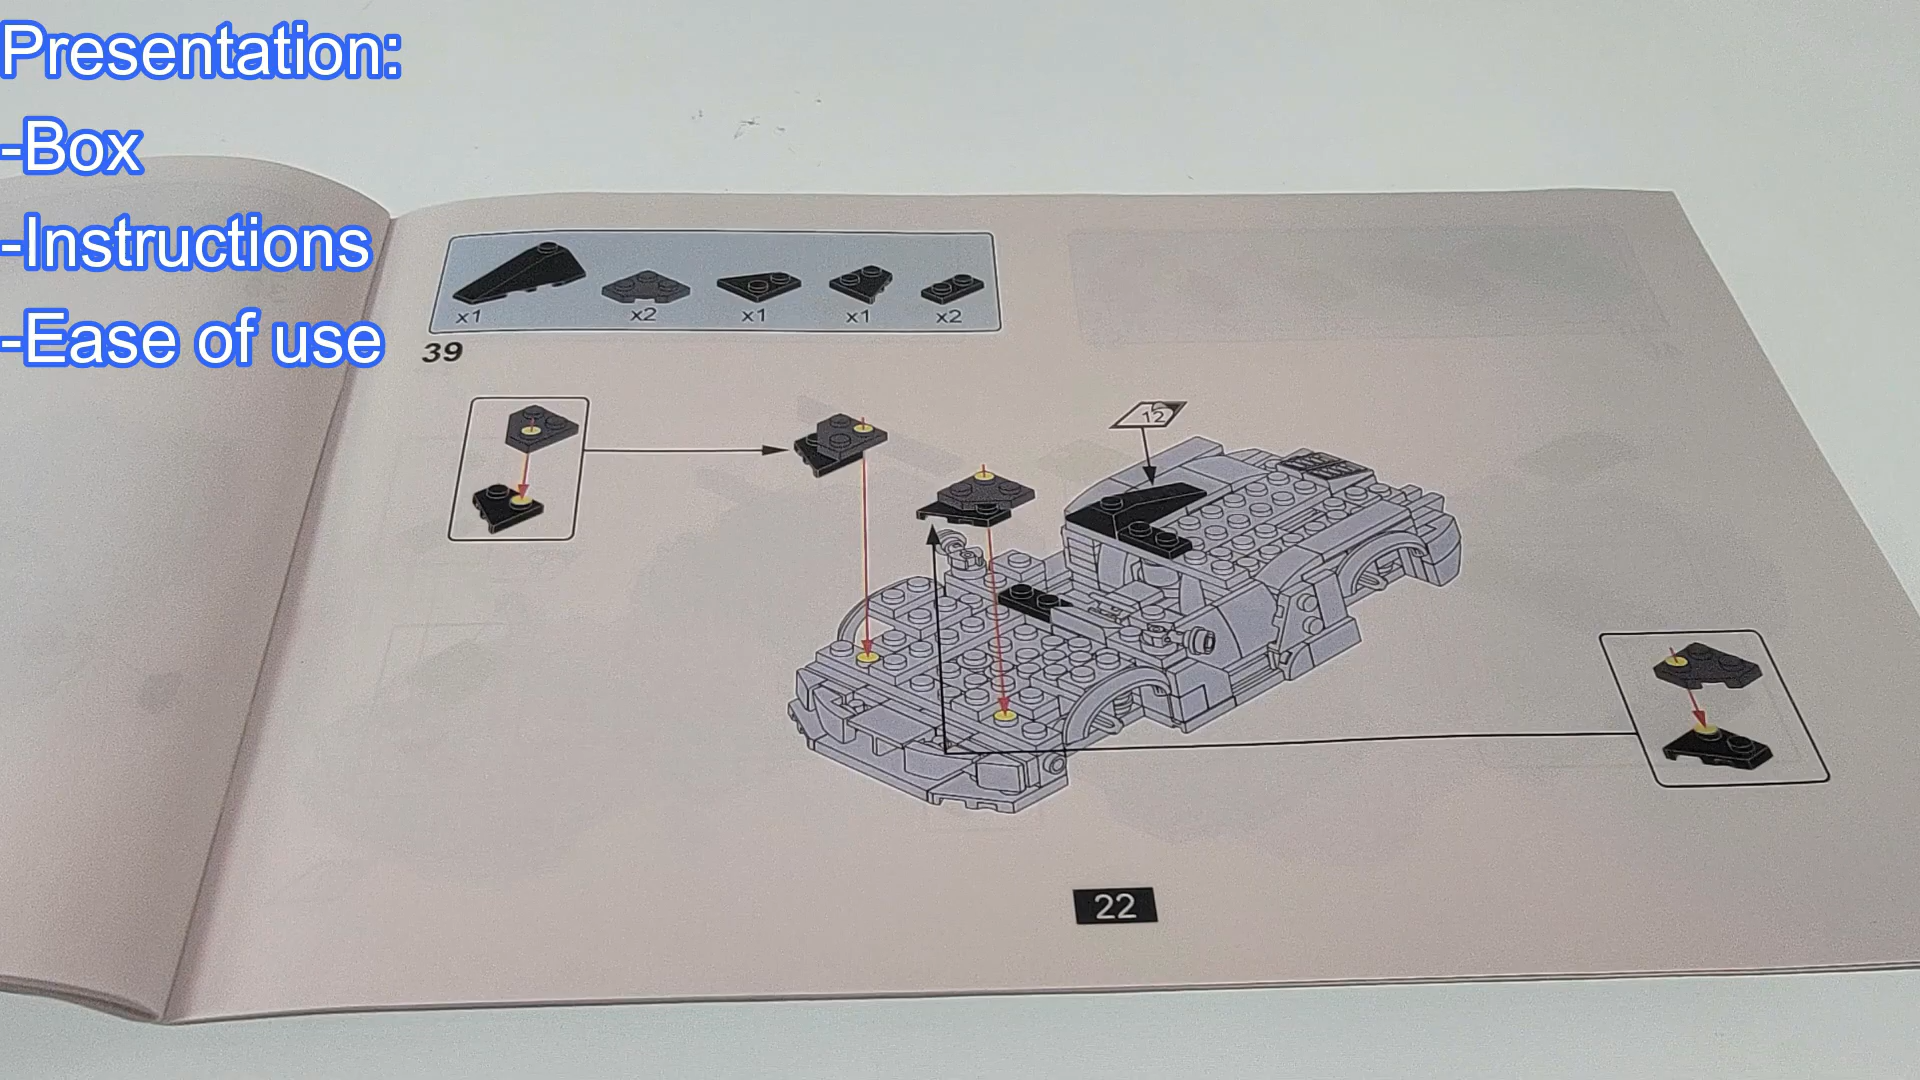 Presentation:
-Box
-Instructions
-Ease of use
x1 x2 x1 x1 x2
39
12
22